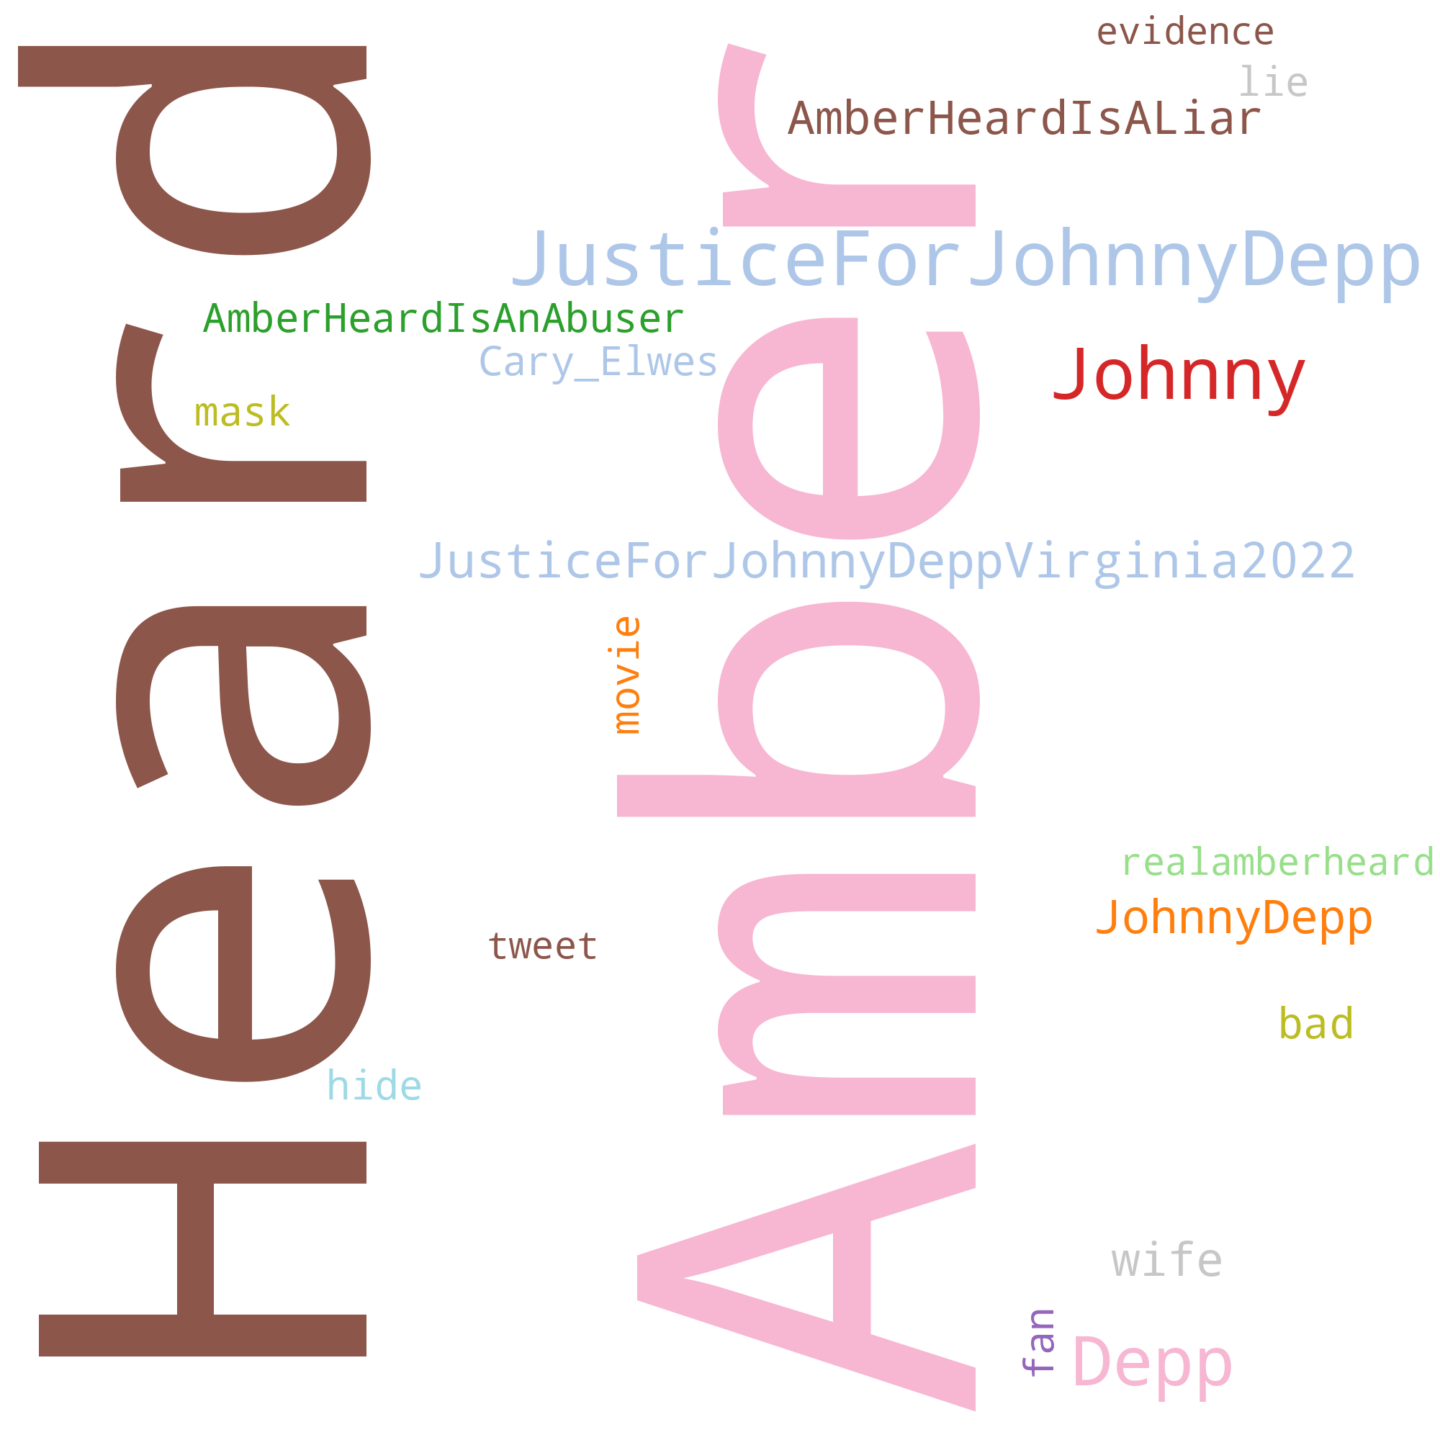 evidence
lie
AmberHeardIsALiar
JusticeForJohnnyDepp
AmberHeardIsAnAbuser
Cary_Elwes
Johnny
mask
JusticeForJohnnyDeppVirginia2022
movie
Heard
Amber
realamberheard
JohnnyDepp
tweet
bad
hide
wife
fan
Depp